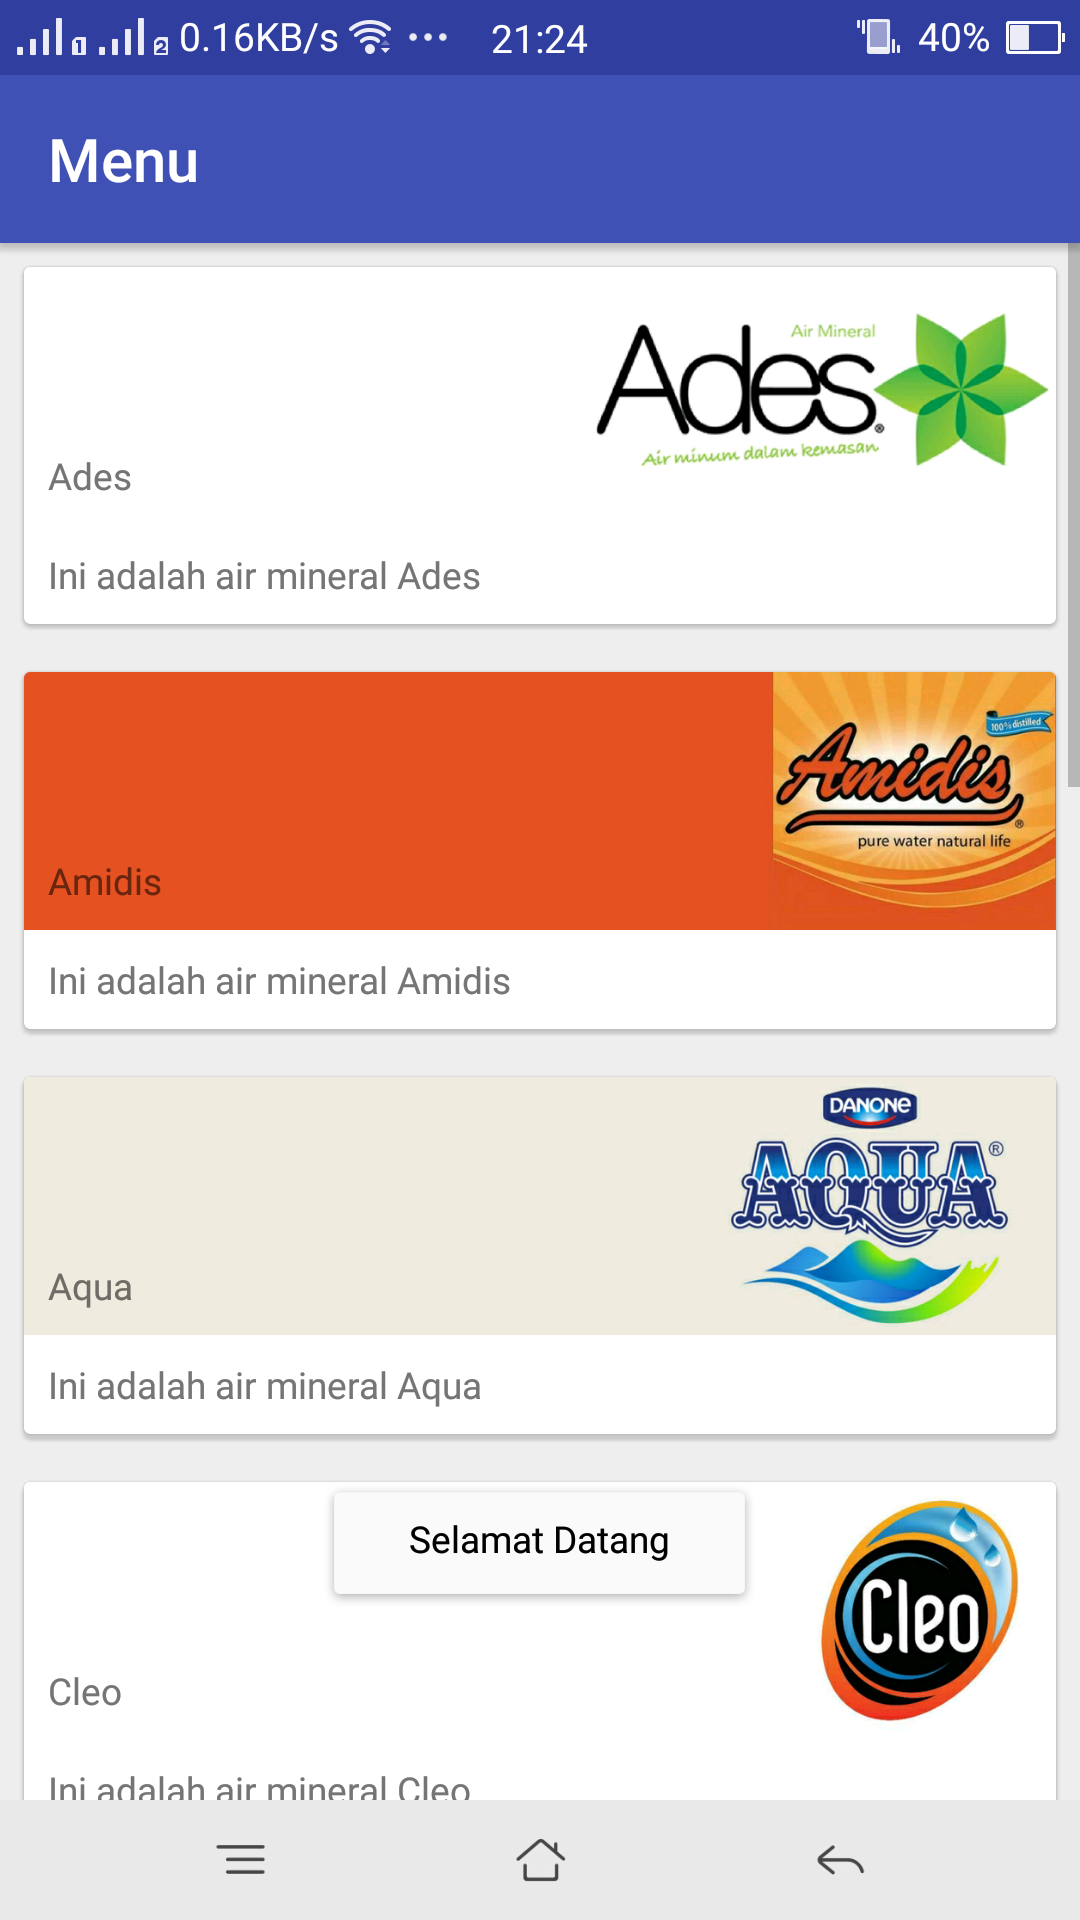 1 2 0.16KB/s ... 21:24 40%
Menu
Air Mineral
Ades®
Air minum dalam kemasan
Ades
Ini adalah air mineral Ades
100% distilled
Amidis®
pure water natural life
Amidis
Ini adalah air mineral Amidis
DANONE
AQUA®
Aqua
Ini adalah air mineral Aqua
Selamat Datang
Cleo
Cleo
Ini adalah air mineral Cleo